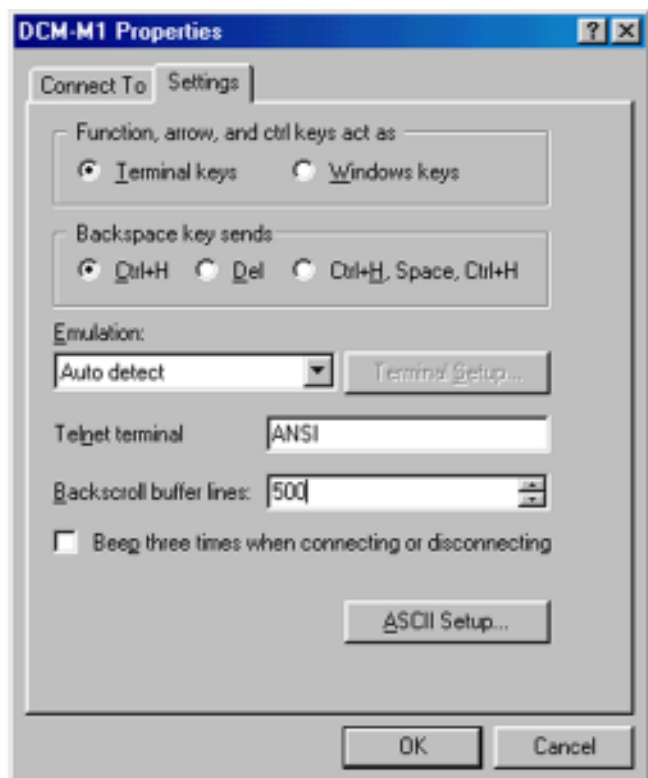 DCM-M1 Properties
Connect To Settings
Function, arrow, and ctrl keys act as
Terminal keys Windows keys
Backspace key sends
Ctrl+H Del Ctrl+H, Space, Ctrl+H
Emulation:
Auto detect Terminal Setup...
Telnet terminal ANSI
Backscroll buffer lines: 500
Beep three times when connecting or disconnecting
ASCII Setup...
OK Cancel